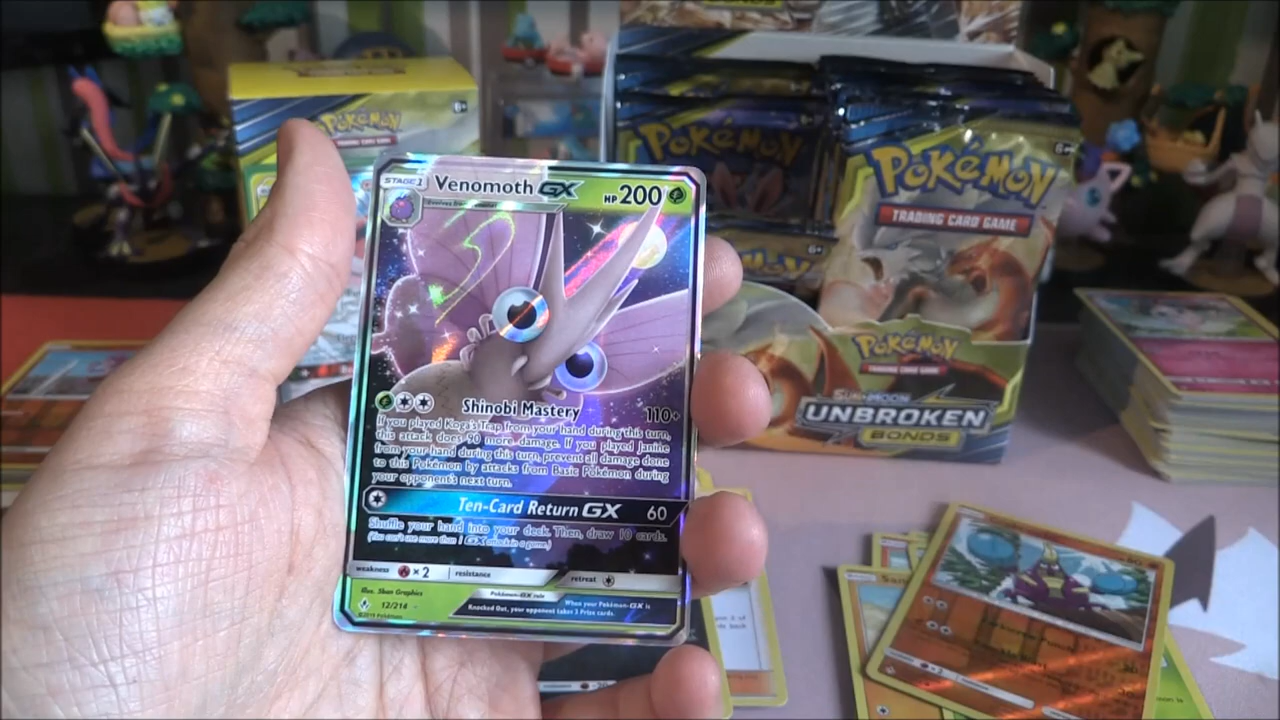 STAGE 1
Venomoth GX
HP 200
Shinobi Mastery
110+
If you played Koga's Trap from your hand during this turn,
this attack does 90 more damage. If you played Janine
from your hand during this turn, prevent all damage done
to this Pokémon by attacks from Basic Pokémon during
your opponent's next turn.
Ten-Card Return GX
60
Shuffle your hand into your deck. Then, draw 10 cards.
(You can't use more than 1 GX attack in a game.)
weakness
×2
resistance
retreat
Illus. 5ban Graphics
12/214
Pokémon-GX rule
When your Pokémon-GX is
Knocked Out, your opponent takes 2 Prize cards.
POKéMON
Pokémon
Pokémon
TRADING CARD GAME
Pokémon
TRADING CARD GAME
SUN & MOON
UNBROKEN
BONDS